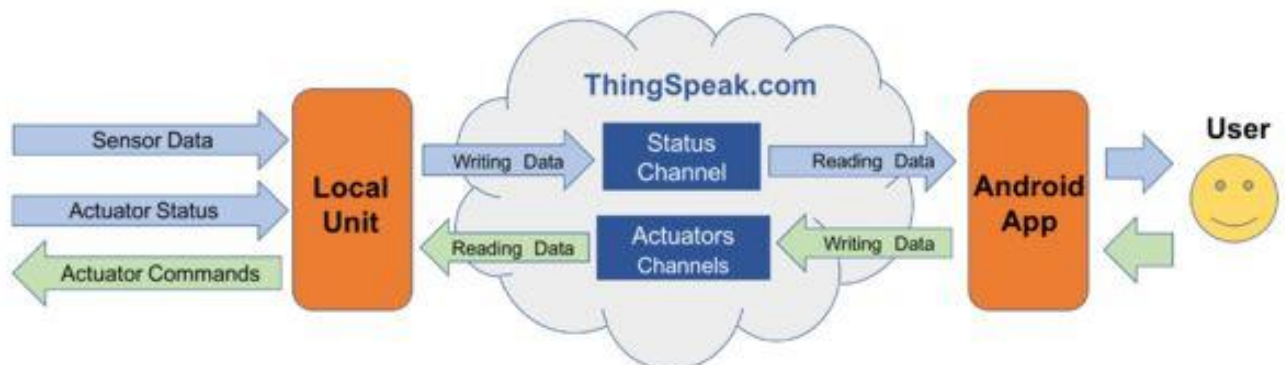 ThingSpeak.com
Sensor Data
Actuator Status
Actuator Commands
Local
Unit
Writing Data
Reading Data
Status
Channel
Actuators
Channels
Reading Data
Writing Data
Android
App
User